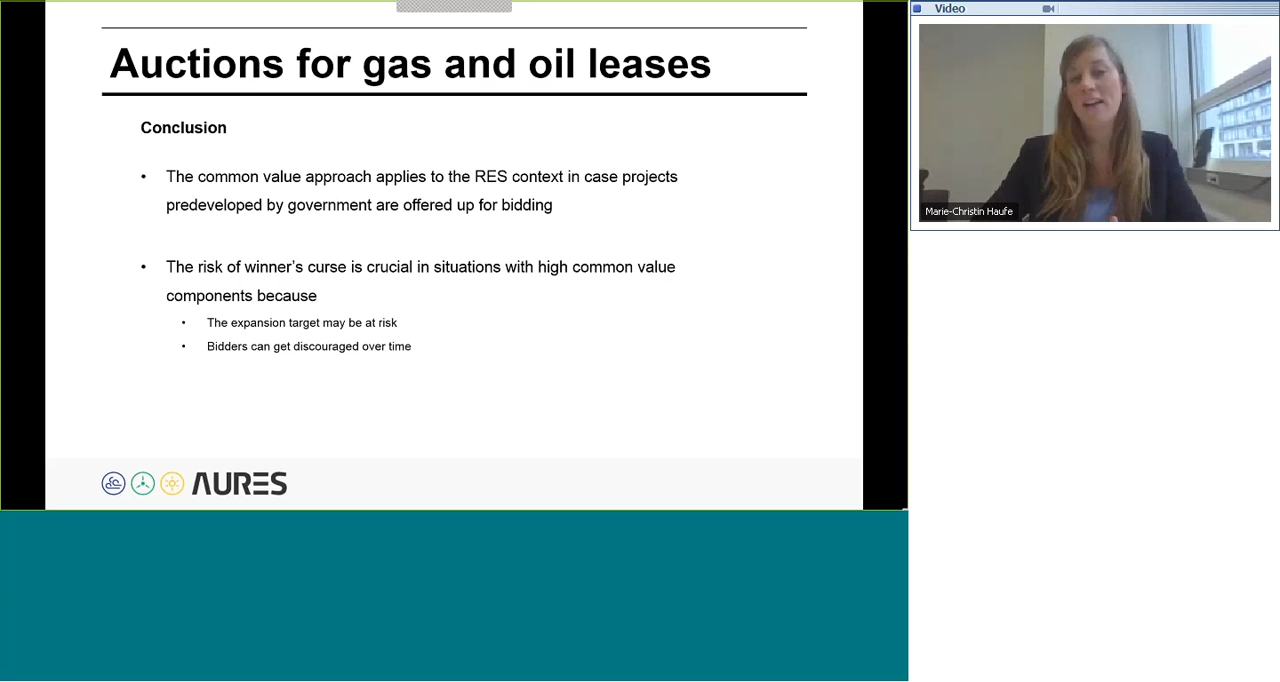 Auctions for gas and oil leases
Conclusion
• The common value approach applies to the RES context in case projects
predeveloped by government are offered up for bidding
• The risk of winner's curse is crucial in situations with high common value
components because
• The expansion target may be at risk
• Bidders can get discouraged over time
AURES
Video
Marie-Christin Haufe